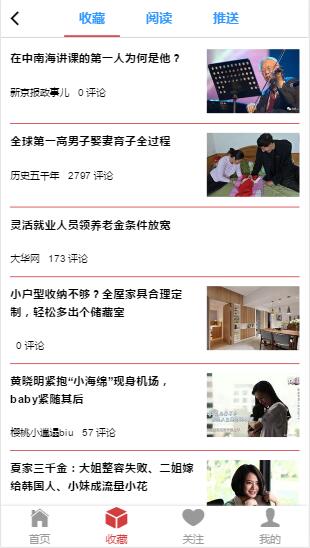 收藏 阅读 推送
在中南海讲课的第一人为何是他？
新京报政事儿 0 评论
全球第一高男子娶妻育子全过程
历史五千年 2797 评论
灵活就业人员领养老金条件放宽
大华网 173 评论
小户型收纳不够？全屋家具合理定
制，轻松多出个储藏室
0 评论
黄晓明紧抱“小海绵”现身机场，
baby紧随其后
樱桃小邋遢biu 57 评论
夏家三千金：大姐整容失败、二姐嫁
给韩国人、小妹成流星小花
首页 收藏 关注 我的